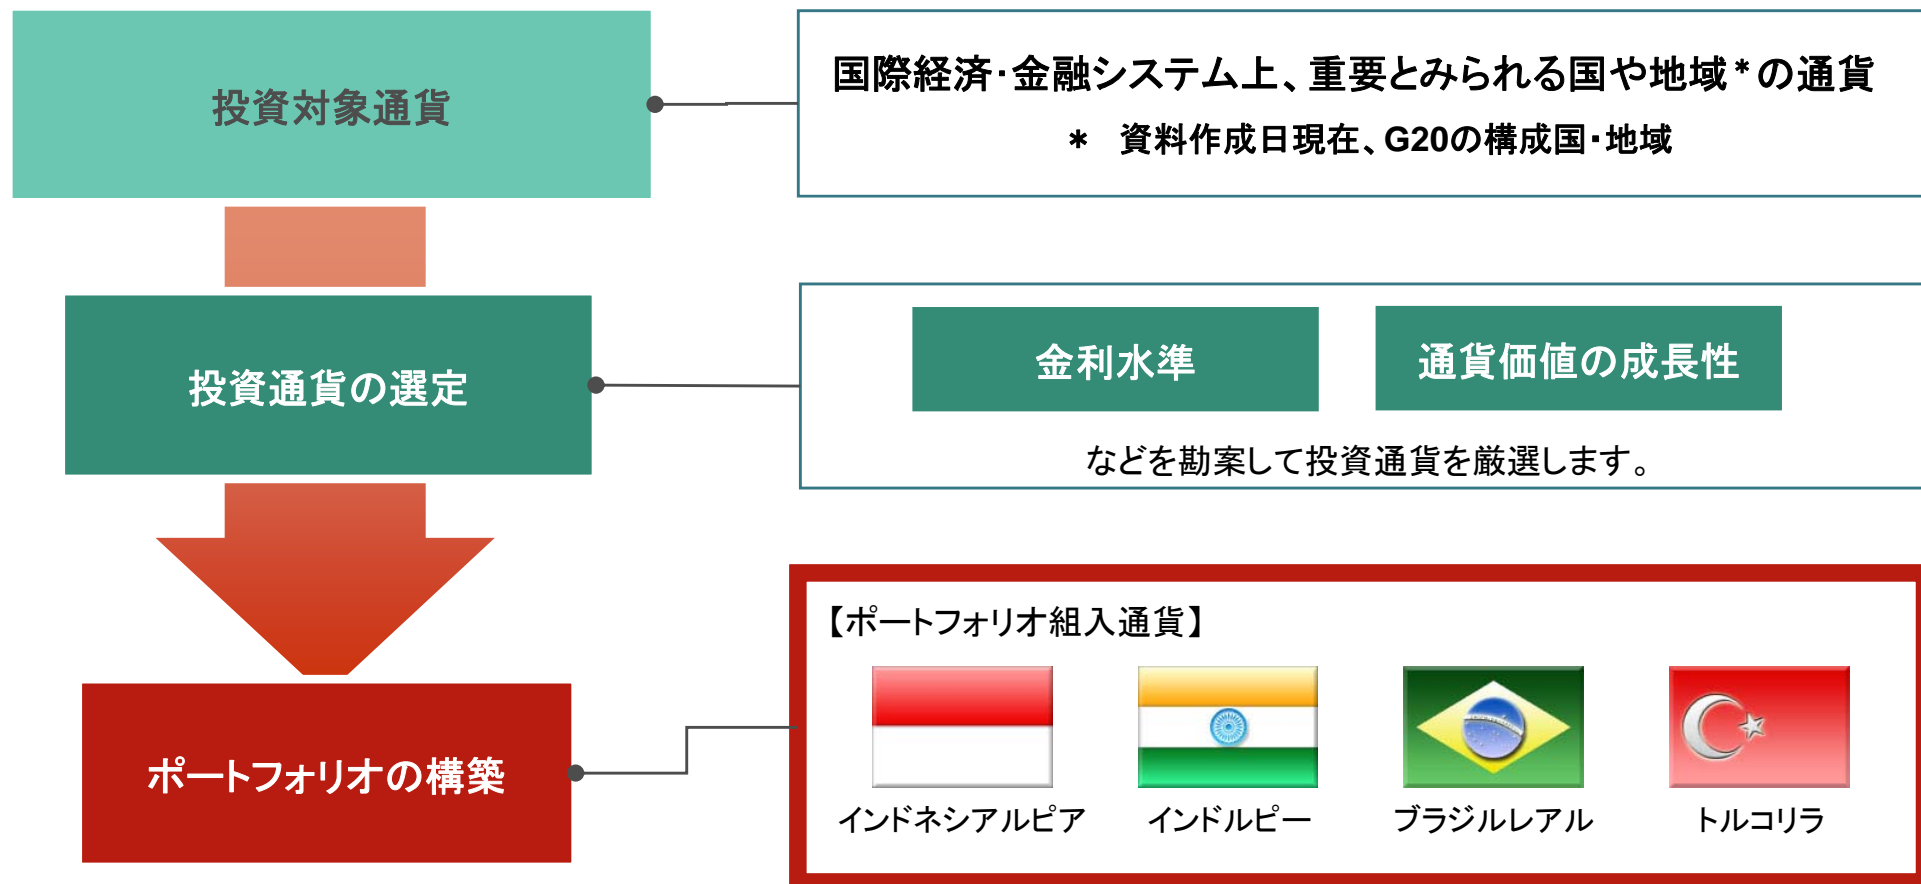 投資対象通貨
国際経済・金融システム上、重要とみられる国や地域*の通貨
* 資料作成日現在、G20の構成国・地域
投資通貨の選定
金利水準
通貨価値の成長性
などを勘案して投資通貨を厳選します。
ポートフォリオの構築
【ポートフォリオ組入通貨】
インドネシアルピア
インドルピー
ブラジルレアル
トルコリラ